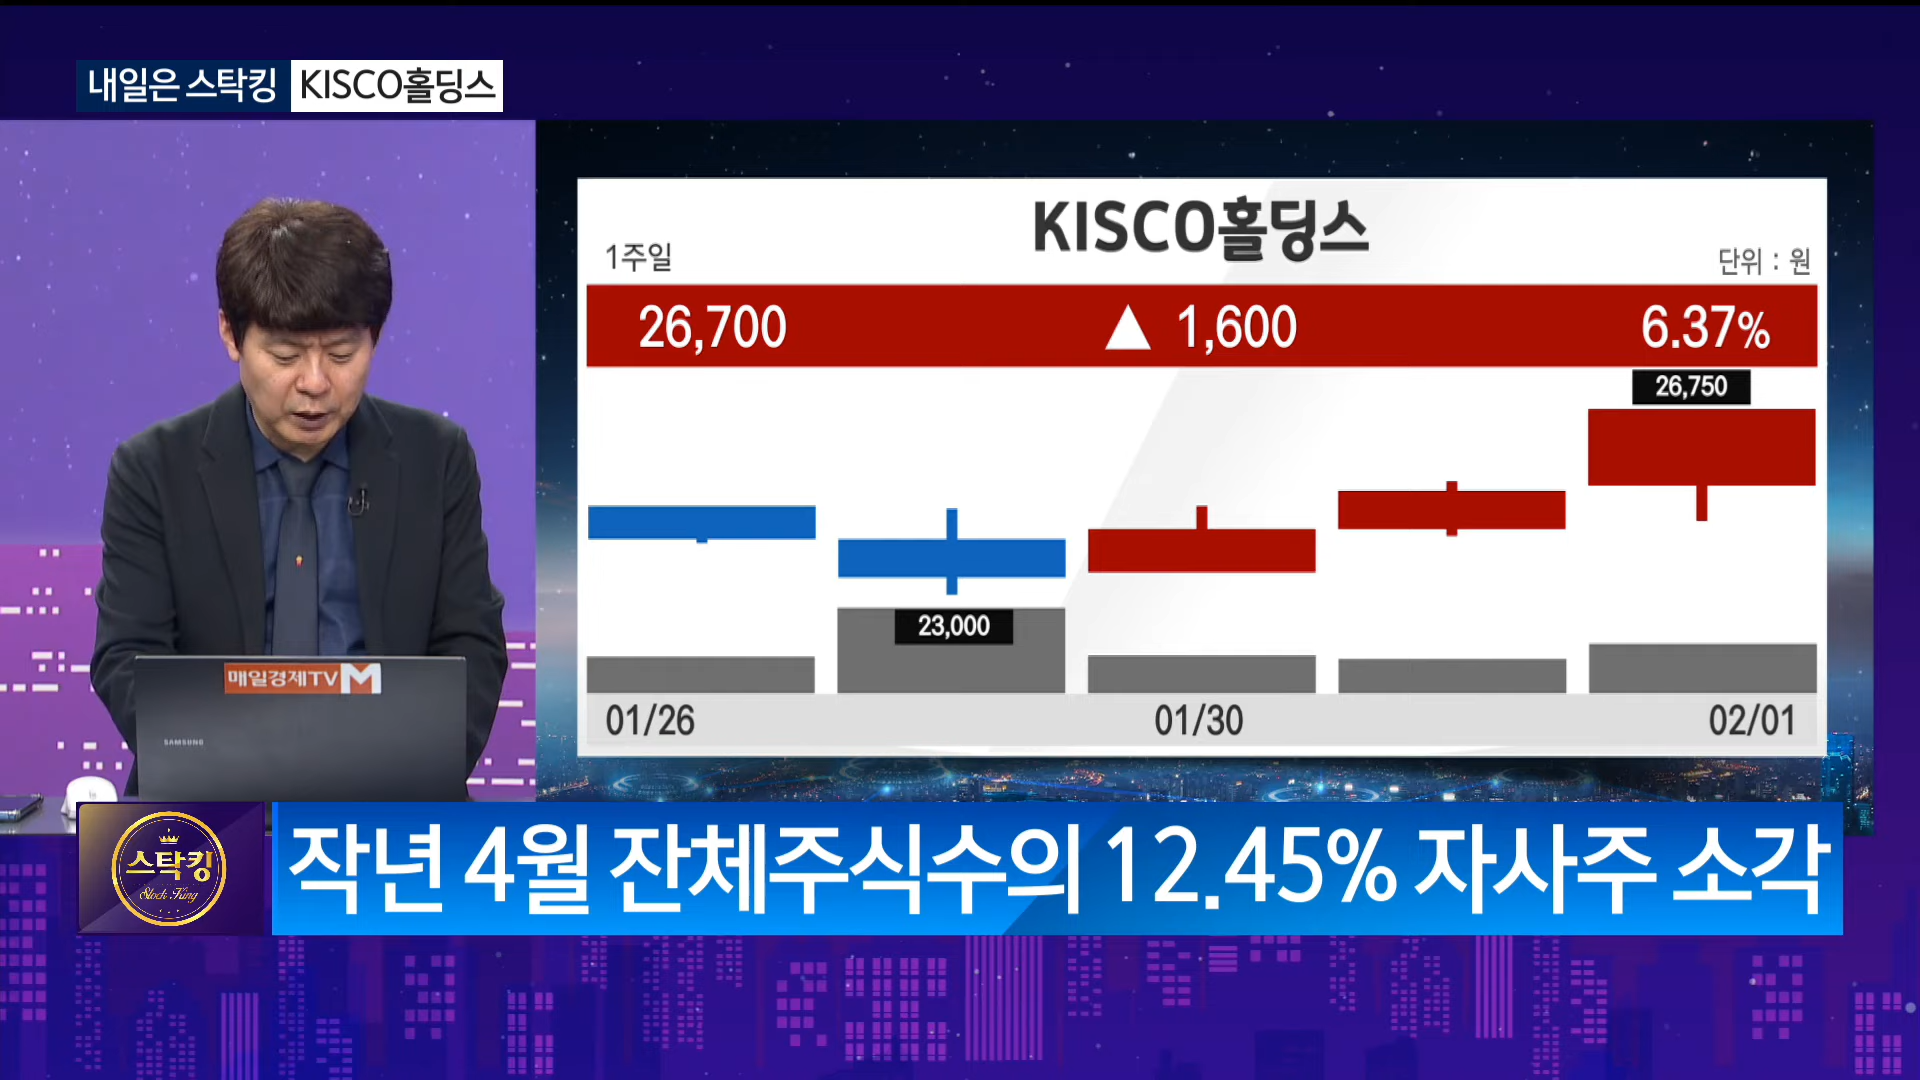 내일은 스탁킹 KISCO홀딩스
KISCO홀딩스
1주일
단위 : 원
26,700 ▲ 1,600 6.37%
26,750
23,000
01/26 01/30 02/01
매일경제TV M
SAMSUNG
스탁킹
Stock King
작년 4월 잔체주식수의 12.45% 자사주 소각